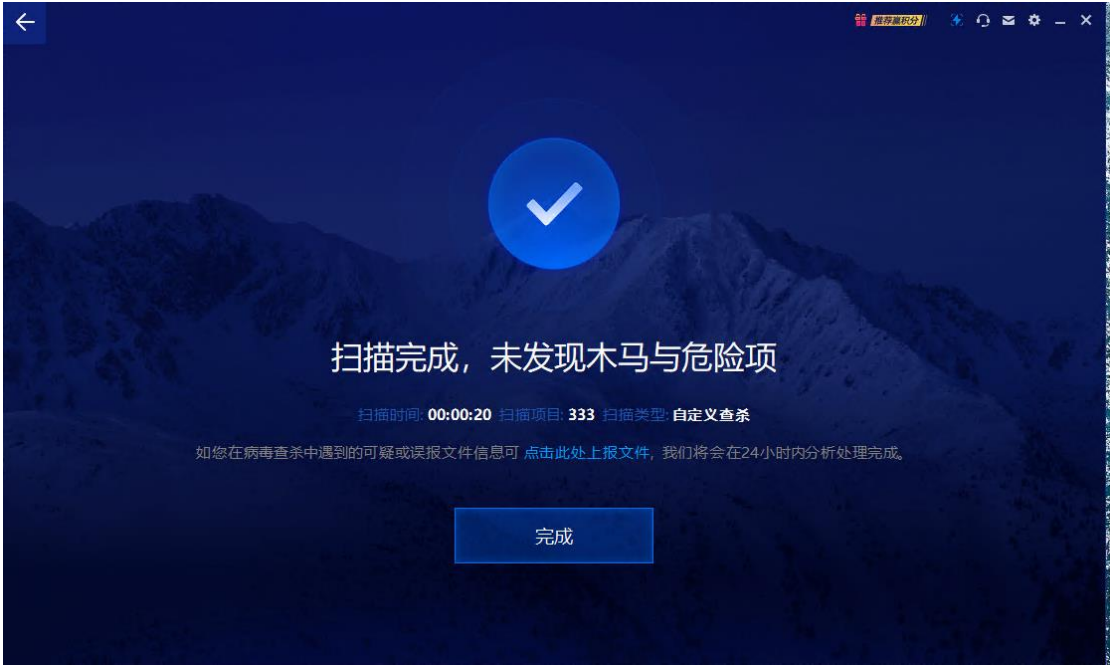 推荐赢积分
扫描完成，未发现木马与危险项
扫描时间: 00:00:20 扫描项目: 333 扫描类型: 自定义查杀
如您在病毒查杀中遇到的可疑或误报文件信息可 点击此处上报文件, 我们将会在24小时内分析处理完成。
完成